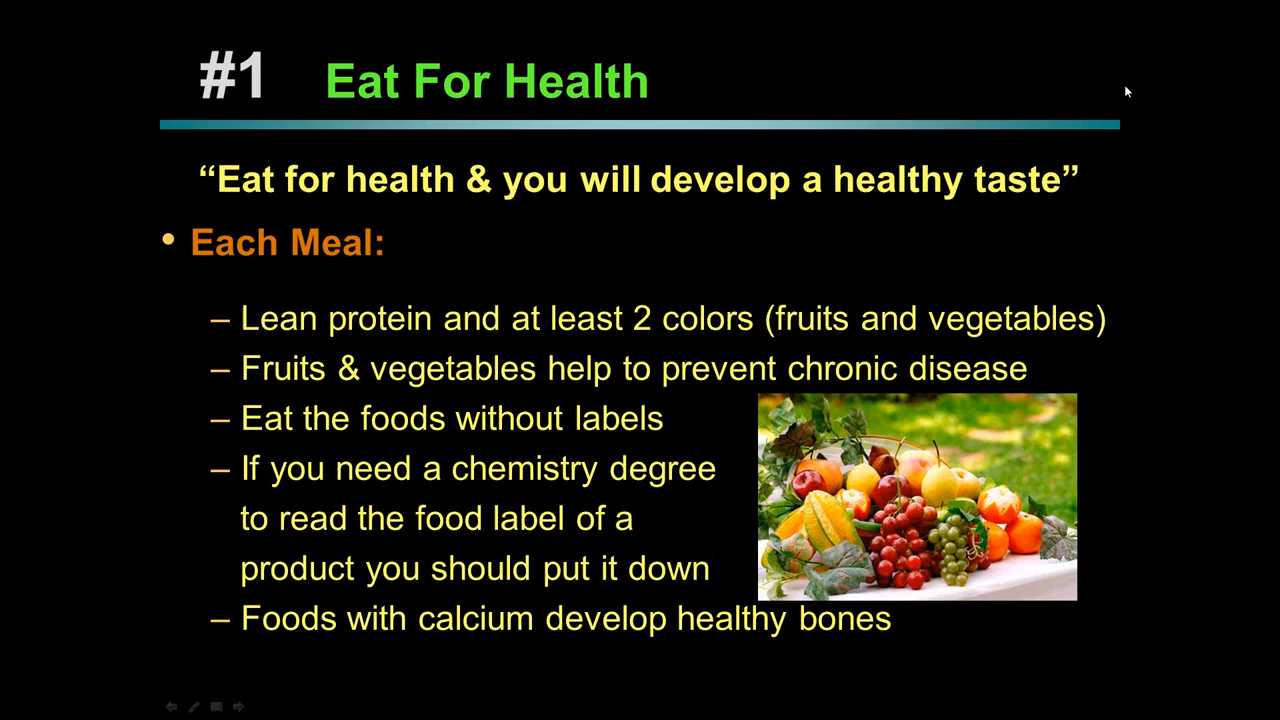 #1 Eat For Health
“Eat for health & you will develop a healthy taste”
• Each Meal:
– Lean protein and at least 2 colors (fruits and vegetables)
– Fruits & vegetables help to prevent chronic disease
– Eat the foods without labels
– If you need a chemistry degree
to read the food label of a
product you should put it down
– Foods with calcium develop healthy bones